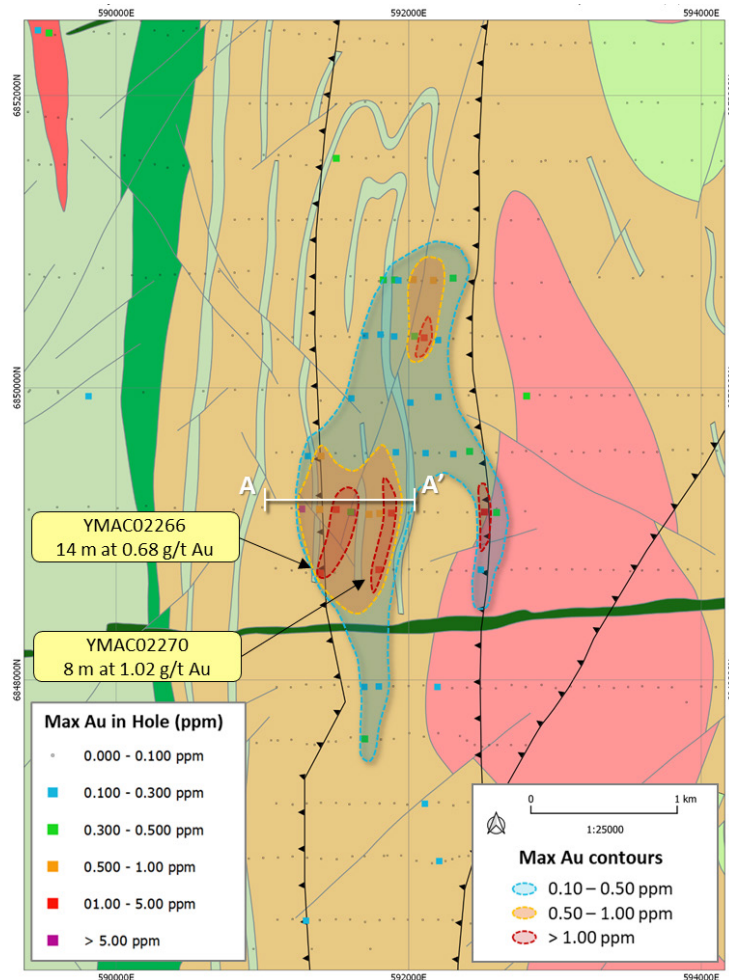 590000E
592000E
594000E
6852000N
6850000N
6848000N
A
A'
YMAC02266
14 m at 0.68 g/t Au
YMAC02270
8 m at 1.02 g/t Au
Max Au in Hole (ppm)
0.000 - 0.100 ppm
0.100 - 0.300 ppm
0.300 - 0.500 ppm
0.500 - 1.00 ppm
01.00 - 5.00 ppm
> 5.00 ppm
0
1 km
1:25000
Max Au contours
0.10 – 0.50 ppm
0.50 – 1.00 ppm
> 1.00 ppm
590000E
592000E
594000E